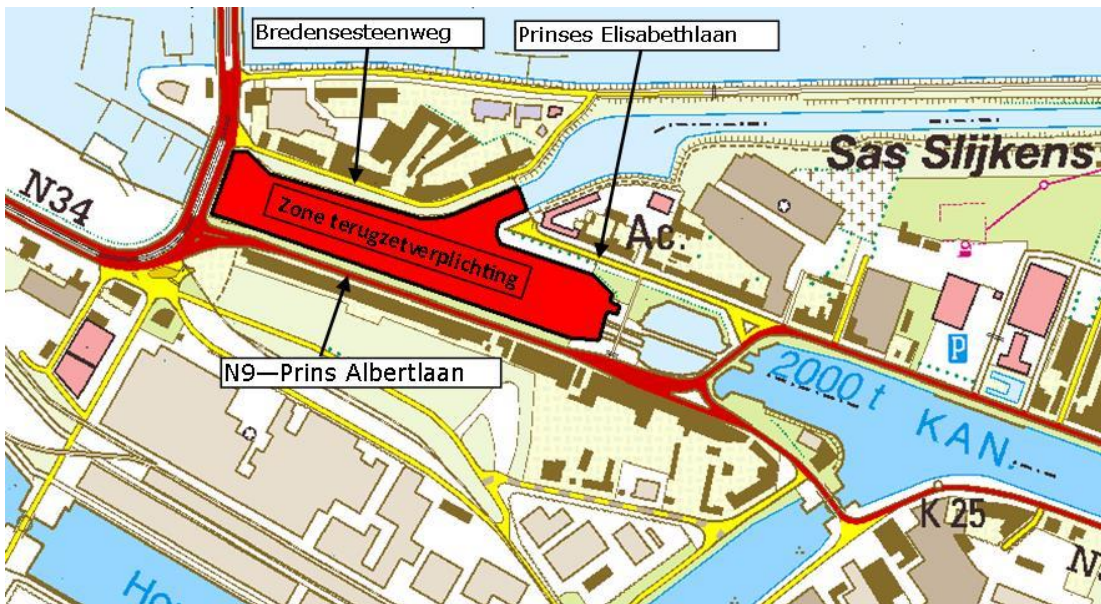 Bredensesteenweg
Prinses Elisabethlaan
Sas Slijkens
N34
Zone terugzetverplichting
Ac.
N9—Prins Albertlaan
P
2000 t KAN.
K 25